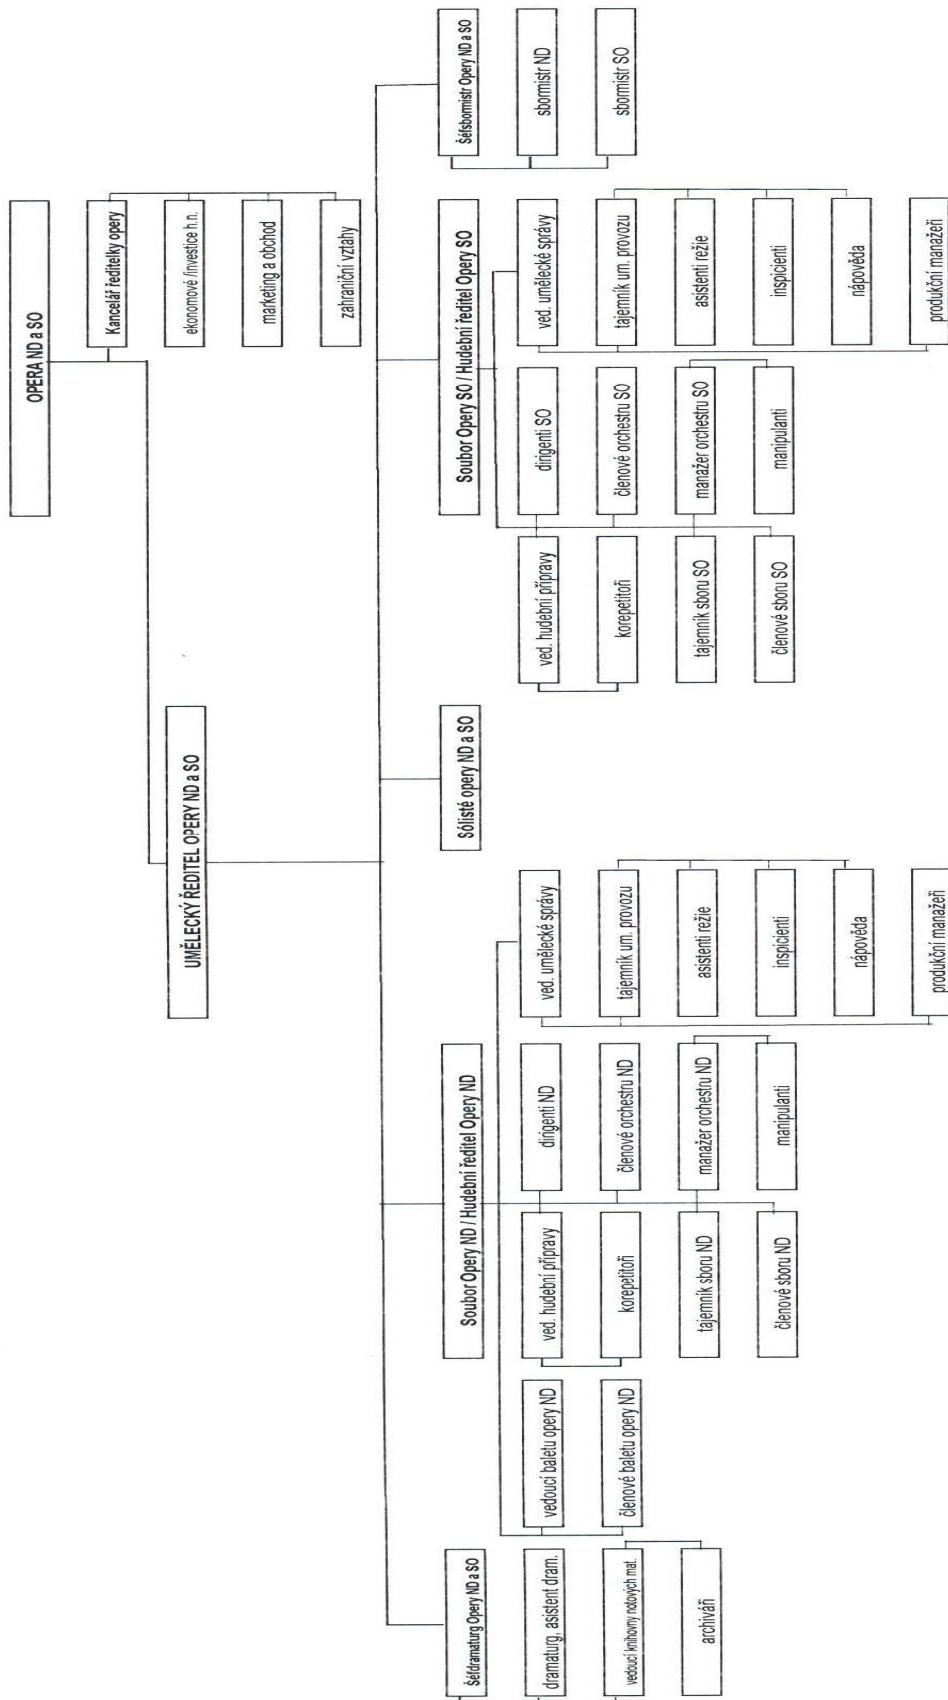 OPERA ND a SO
Kancelář ředitelky opery
ekonomové /investice h.n.
marketing a obchod
zahraniční vztahy
UMĚLECKÝ ŘEDITEL OPERY ND a SO
Šéfdramaturg Opery ND a SO
dramaturg, asistent dram.
vedoucí knihovny notových mat.
archiváři
Soubor Opery ND / Hudební ředitel Opery ND
vedoucí baletu opery ND
členové baletu opery ND
ved. hudební přípravy
korepetitoři
tajemník sboru ND
členové sboru ND
dirigenti ND
členové orchestru ND
manažer orchestru ND
manipulanti
ved. umělecké správy
tajemník um. provozu
asistenti režie
inspicienti
nápověda
produkční manažeři
Sólisté opery ND a SO
Soubor Opery SO / Hudební ředitel Opery SO
ved. hudební přípravy
korepetitoři
tajemník sboru SO
členové sboru SO
dirigenti SO
členové orchestru SO
manažer orchestru SO
manipulanti
ved. umělecké správy
tajemník um. provozu
asistenti režie
inspicienti
nápověda
produkční manažeři
Šéfsbormistr Opery ND a SO
sbormistr ND
sbormistr SO